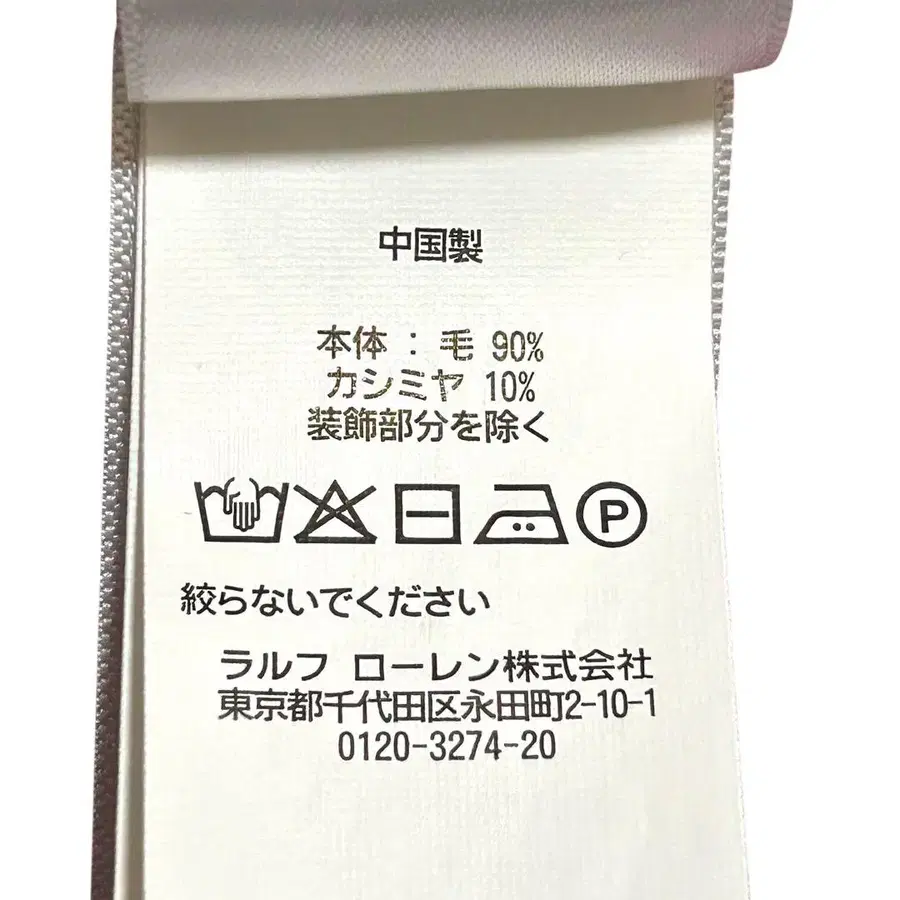 中国製
本体 : 毛 90%
カシミヤ 10%
装飾部分を除く
P
絞らないでください
ラルフ ローレン株式会社
東京都千代田区永田町2-10-1
0120-3274-20